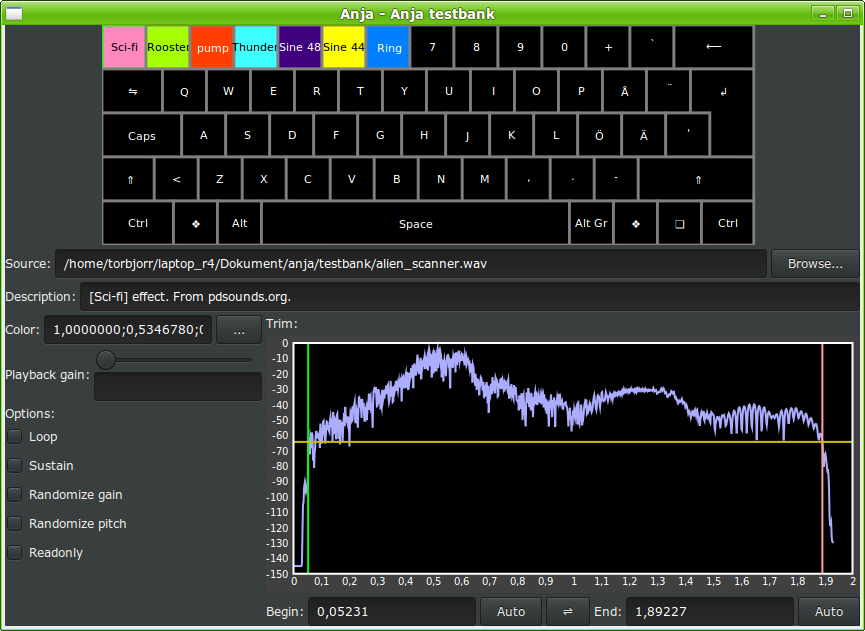 Anja - Anja testbank
Sci-fi Rooster pump Thunder Sine 48 Sine 44 Ring 7 8 9 0 + ` ←
⇋ Q W E R T Y U I O P Å ¨ ↲
Caps A S D F G H J K L Ö Ä '
⇑ < Z X C V B N M , . - ⇑
Ctrl ❖ Alt Space Alt Gr ❖ ❏ Ctrl
Source: /home/torbjorr/laptop_r4/Dokument/anja/testbank/alien_scanner.wav Browse...
Description: [Sci-fi] effect. From pdsounds.org.
Color: 1,0000000;0,5346780;0 ...
Trim:
Playback gain:
Options:
Loop
Sustain
Randomize gain
Randomize pitch
Readonly
0
-10
-20
-30
-40
-50
-60
-70
-80
-90
-100
-110
-120
-130
-140
-150
0 0,1 0,2 0,3 0,4 0,5 0,6 0,7 0,8 0,9 1 1,1 1,2 1,3 1,4 1,5 1,6 1,7 1,8 1,9 2
Begin: 0,05231 Auto ⇌ End: 1,89227 Auto